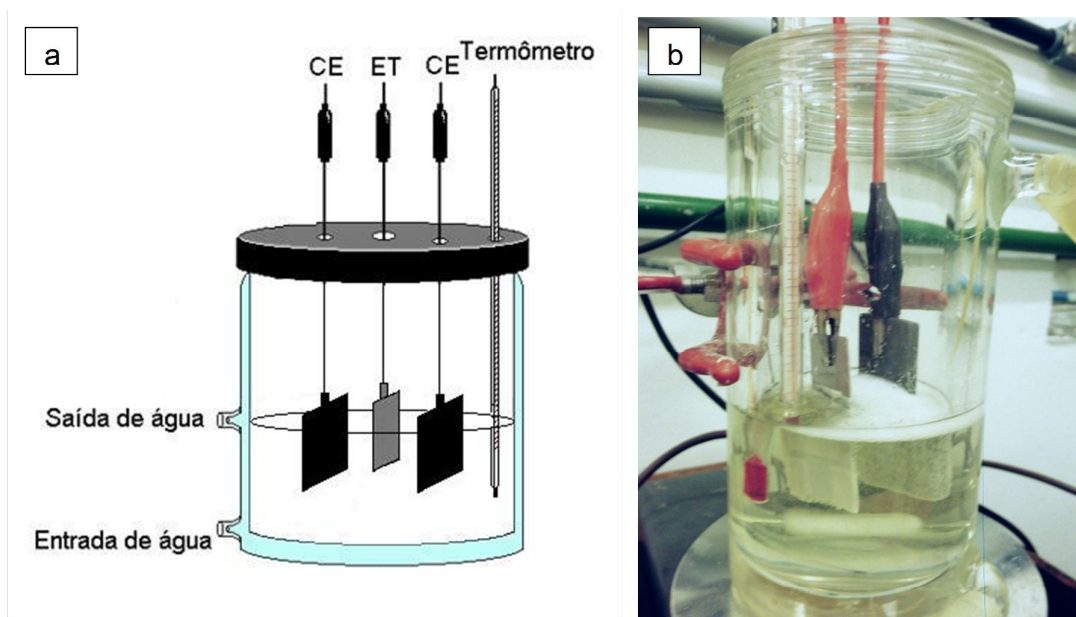 a
CE ET CE Termômetro
Saída de água
Entrada de água
b